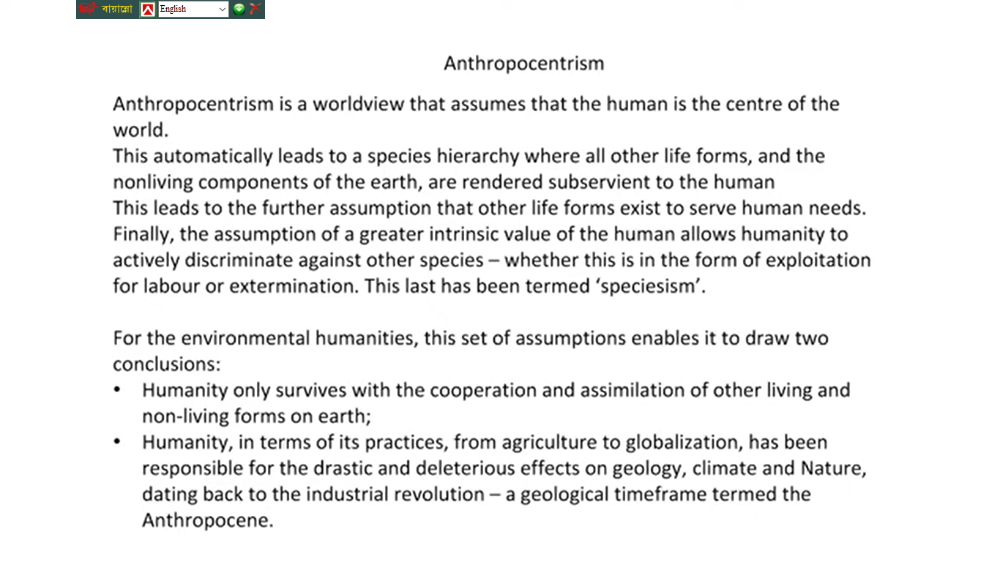 বায়ান্নো
English
Anthropocentrism
Anthropocentrism is a worldview that assumes that the human is the centre of the
world.
This automatically leads to a species hierarchy where all other life forms, and the
nonliving components of the earth, are rendered subservient to the human
This leads to the further assumption that other life forms exist to serve human needs.
Finally, the assumption of a greater intrinsic value of the human allows humanity to
actively discriminate against other species – whether this is in the form of exploitation
for labour or extermination. This last has been termed ‘speciesism’.
For the environmental humanities, this set of assumptions enables it to draw two
conclusions:
• Humanity only survives with the cooperation and assimilation of other living and
non-living forms on earth;
• Humanity, in terms of its practices, from agriculture to globalization, has been
responsible for the drastic and deleterious effects on geology, climate and Nature,
dating back to the industrial revolution – a geological timeframe termed the
Anthropocene.